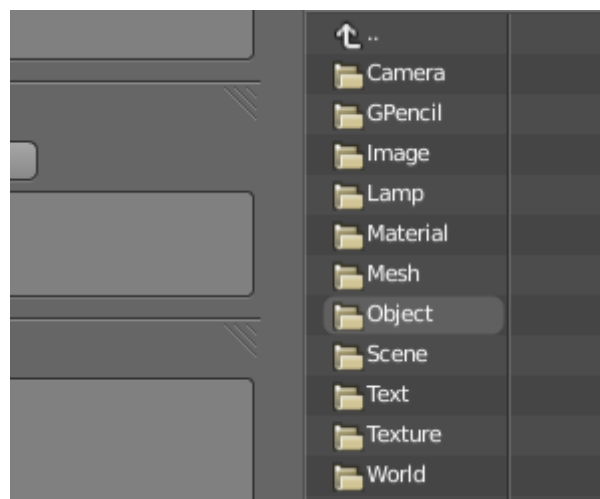 ..
Camera
GPencil
Image
Lamp
Material
Mesh
Object
Scene
Text
Texture
World